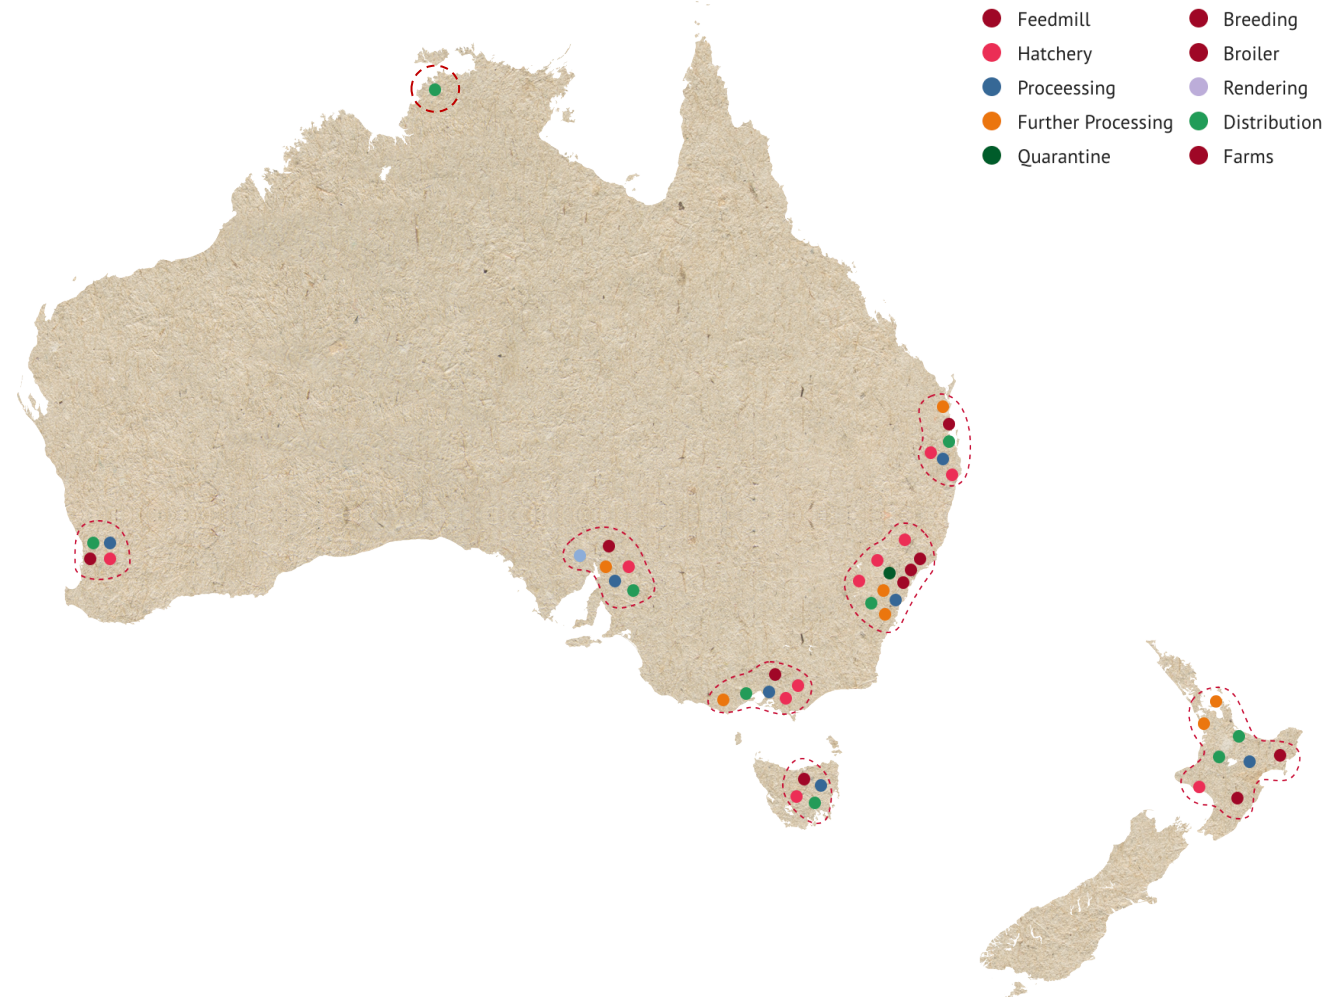 Feedmill
Hatchery
Proceessing
Further Processing
Quarantine
Breeding
Broiler
Rendering
Distribution
Farms